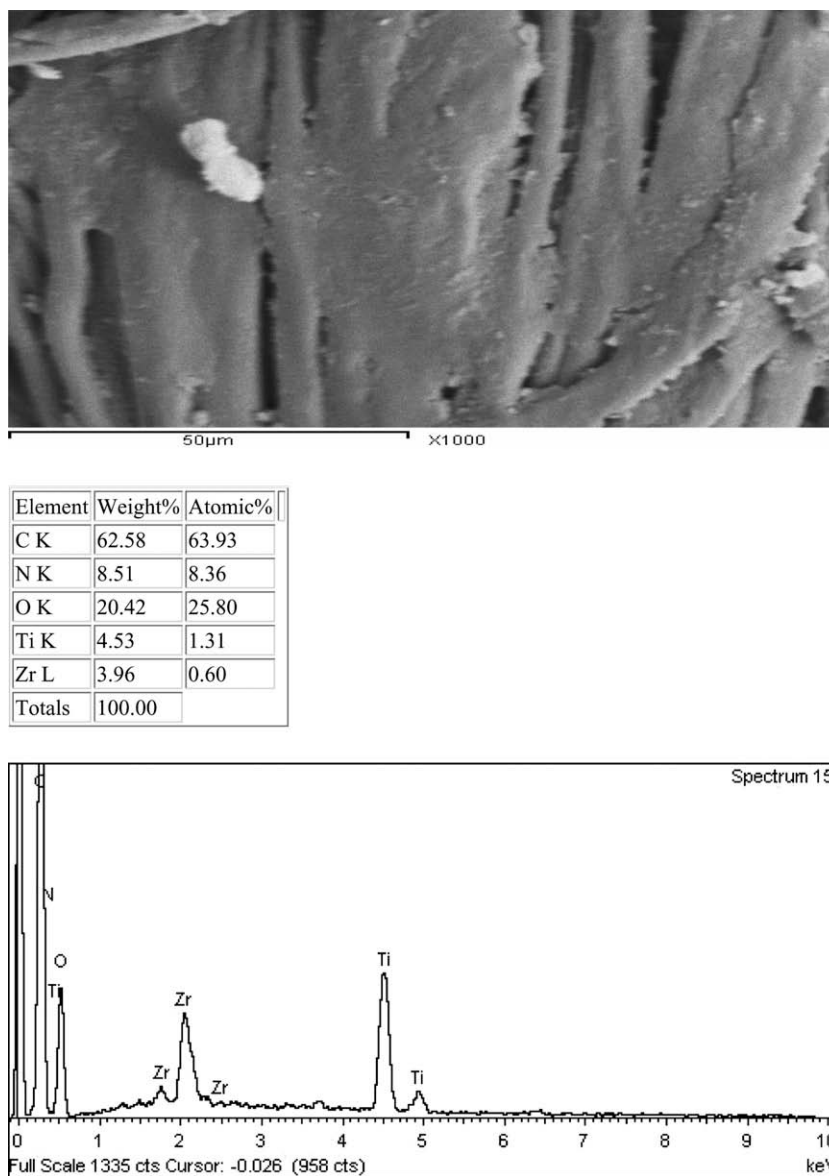 50µm X1000
Element Weight% Atomic%
C K 62.58 63.93
N K 8.51 8.36
O K 20.42 25.80
Ti K 4.53 1.31
Zr L 3.96 0.60
Totals 100.00
Spectrum 15
C
N
O
Ti
Ti
Zr
Zr
Zr
Ti
0 1 2 3 4 5 6 7 8 9 10
Full Scale 1335 cts Cursor: -0.026 (958 cts) keV